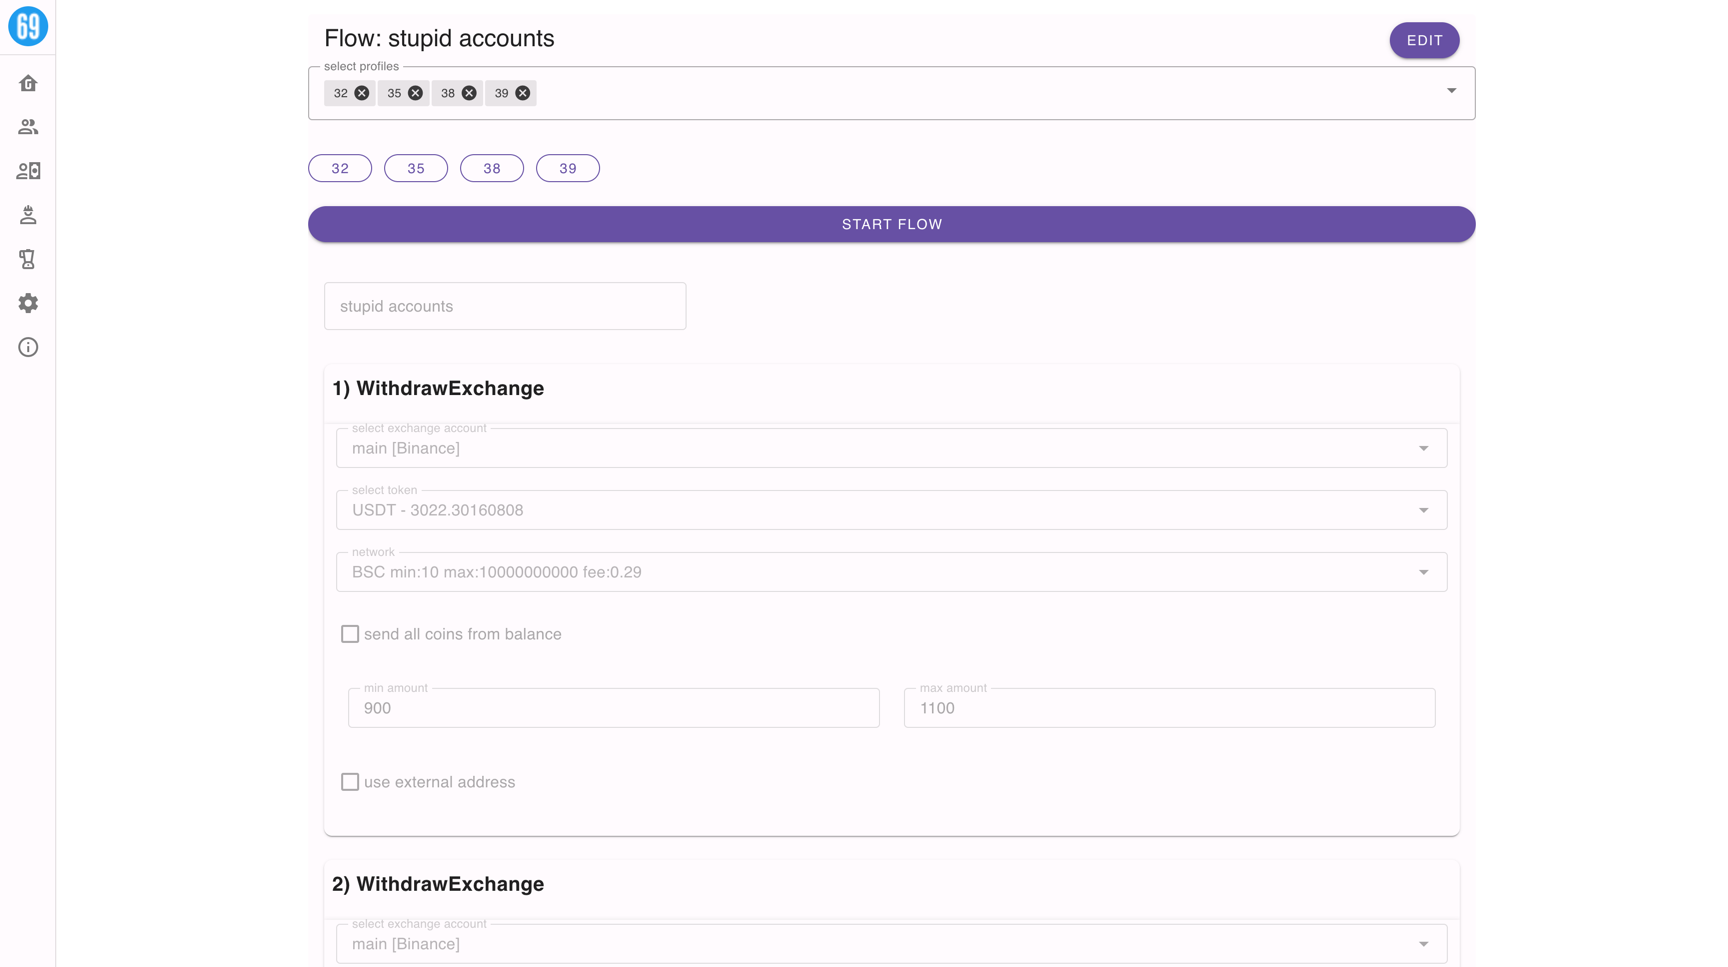 69
Flow: stupid accounts
EDIT
select profiles
32 35 38 39
32 35 38 39
START FLOW
stupid accounts
1) WithdrawExchange
select exchange account
main [Binance]
select token
USDT - 3022.30160808
network
BSC min:10 max:10000000000 fee:0.29
send all coins from balance
min amount
900
max amount
1100
use external address
2) WithdrawExchange
select exchange account
main [Binance]